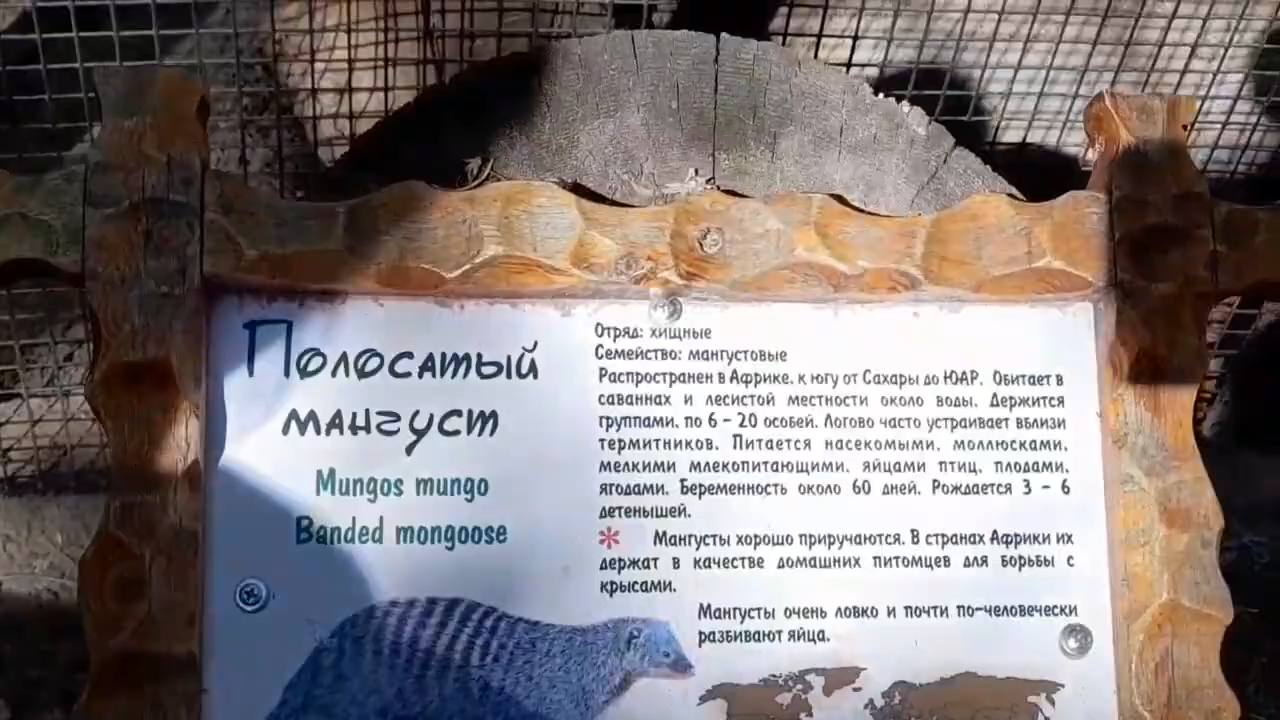 Полосатый
мангуст
Mungos mungo
Banded mongoose
Отряд: хищные
Семейство: мангустовые
Распространен в Африке, к югу от Сахары до ЮАР. Обитает в
саваннах и лесистой местности около воды. Держится
группами, по 6 – 20 особей. Логово часто устраивает вблизи
термитников. Питается насекомыми, моллюсками,
мелкими млекопитающими, яйцами птиц, плодами,
ягодами. Беременность около 60 дней. Рождается 3 – 6
детенышей.
* Мангусты хорошо приручаются. В странах Африки их
держат в качестве домашних питомцев для борьбы с
крысами.
Мангусты очень ловко и почти по-человечески
разбивают яйца.